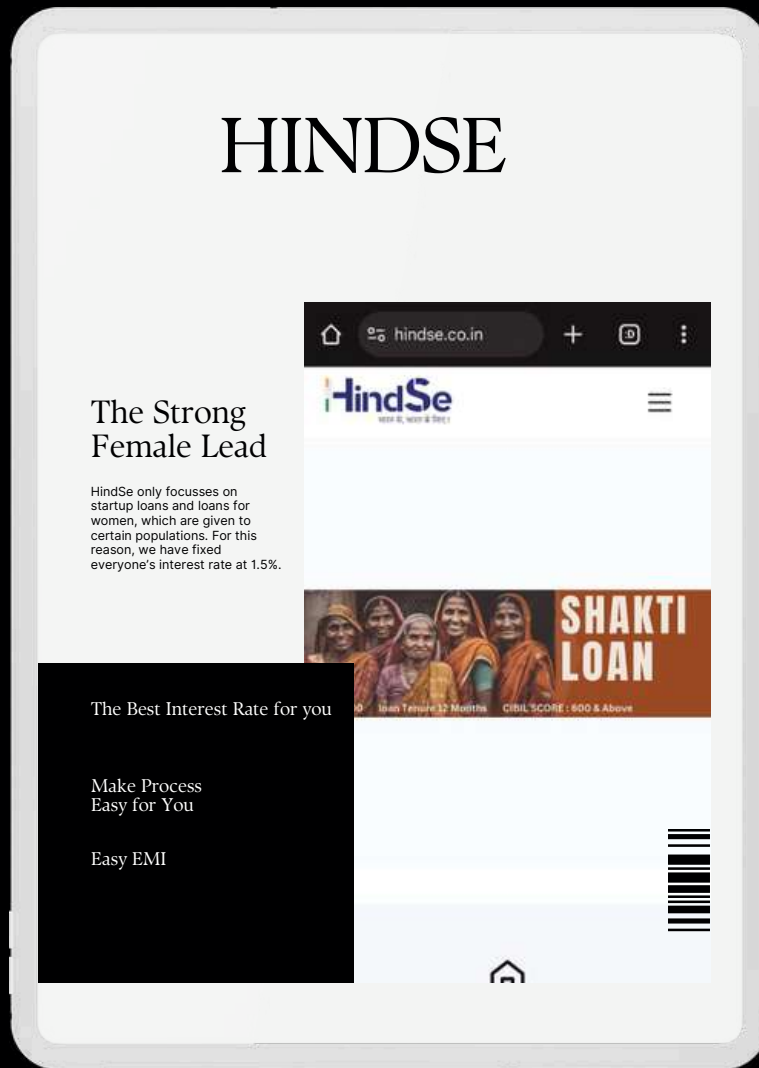 HINDSE
hindse.co.in
:D
HindSe
The Strong
Female Lead
HindSe only focusses on
startup loans and loans for
women, which are given to
certain populations. For this
reason, we have fixed
everyone's interest rate at 1.5%.
SHAKTI
LOAN
loan Tenure 12 Months CIBIL SCORE : 600 & Above
The Best Interest Rate for you
Make Process
Easy for You
Easy EMI